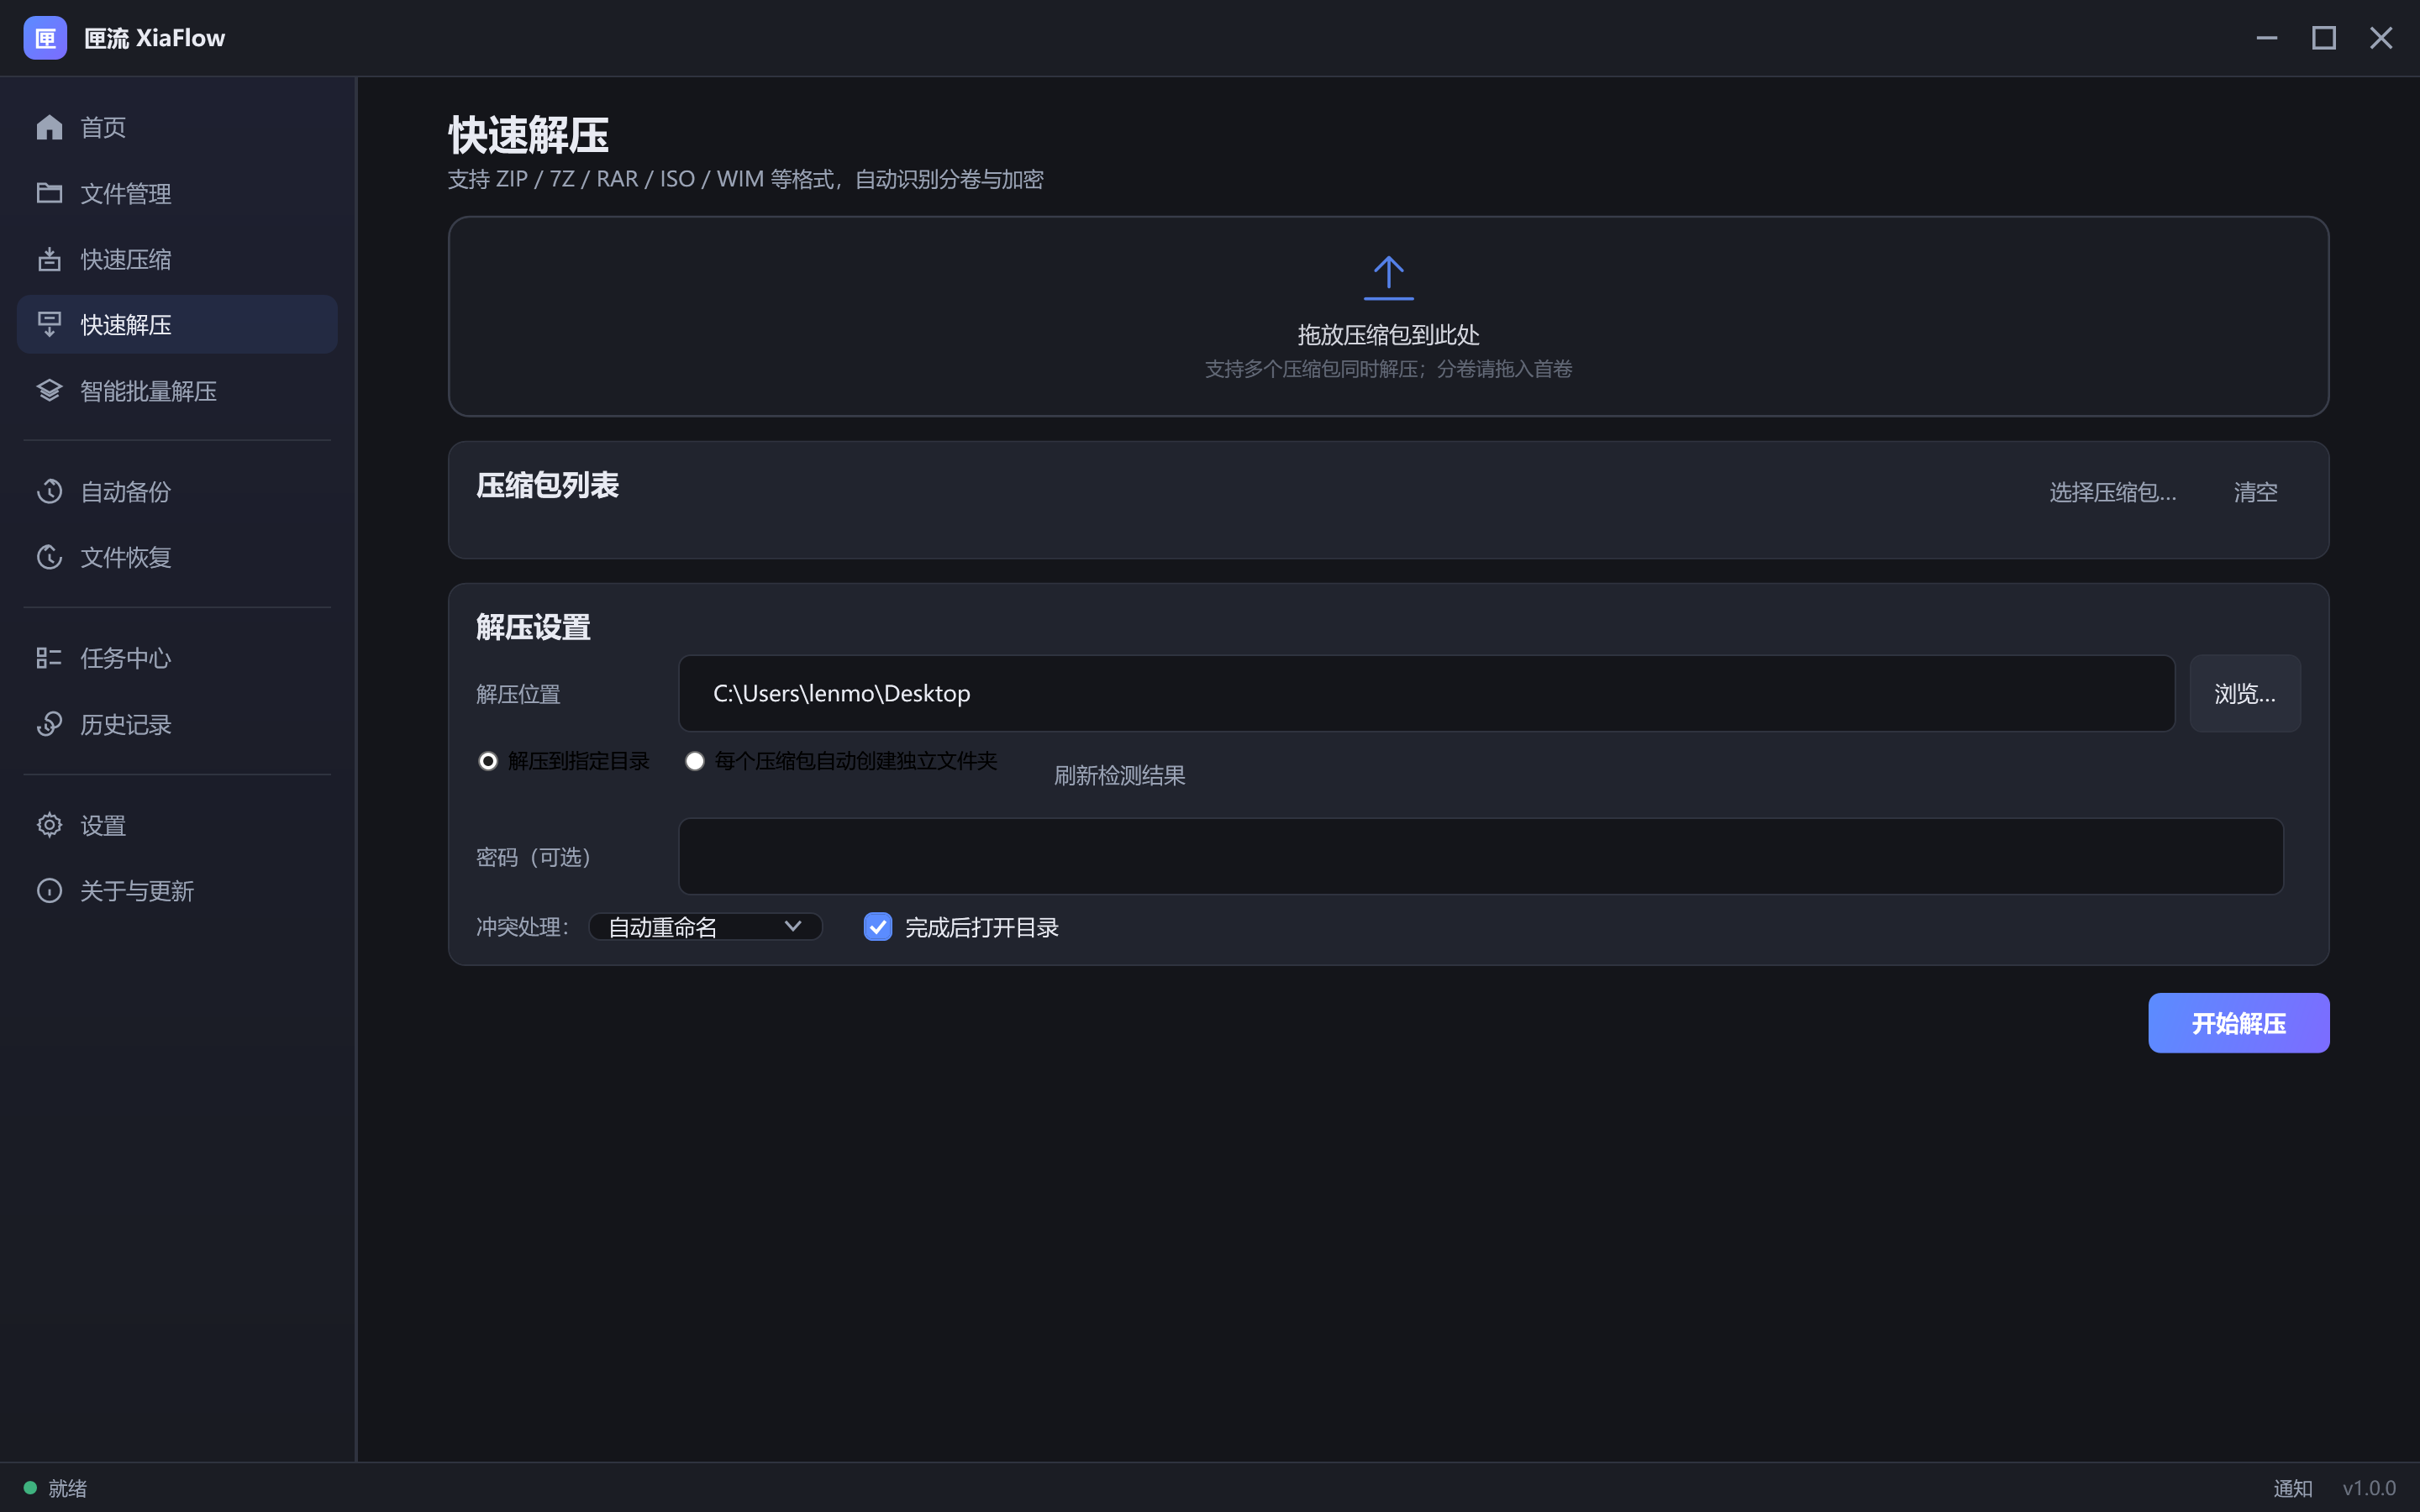 匣 匣流 XiaFlow
首页
文件管理
快速压缩
快速解压
智能批量解压
自动备份
文件恢复
任务中心
历史记录
设置
关于与更新
快速解压
支持 ZIP / 7Z / RAR / ISO / WIM 等格式，自动识别分卷与加密
拖放压缩包到此处
支持多个压缩包同时解压；分卷请拖入首卷
压缩包列表 选择压缩包... 清空
解压设置
解压位置 C:\Users\lenmo\Desktop 浏览...
解压到指定目录 每个压缩包自动创建独立文件夹 刷新检测结果
密码（可选）
冲突处理： 自动重命名 完成后打开目录
开始解压
就绪 通知 v1.0.0